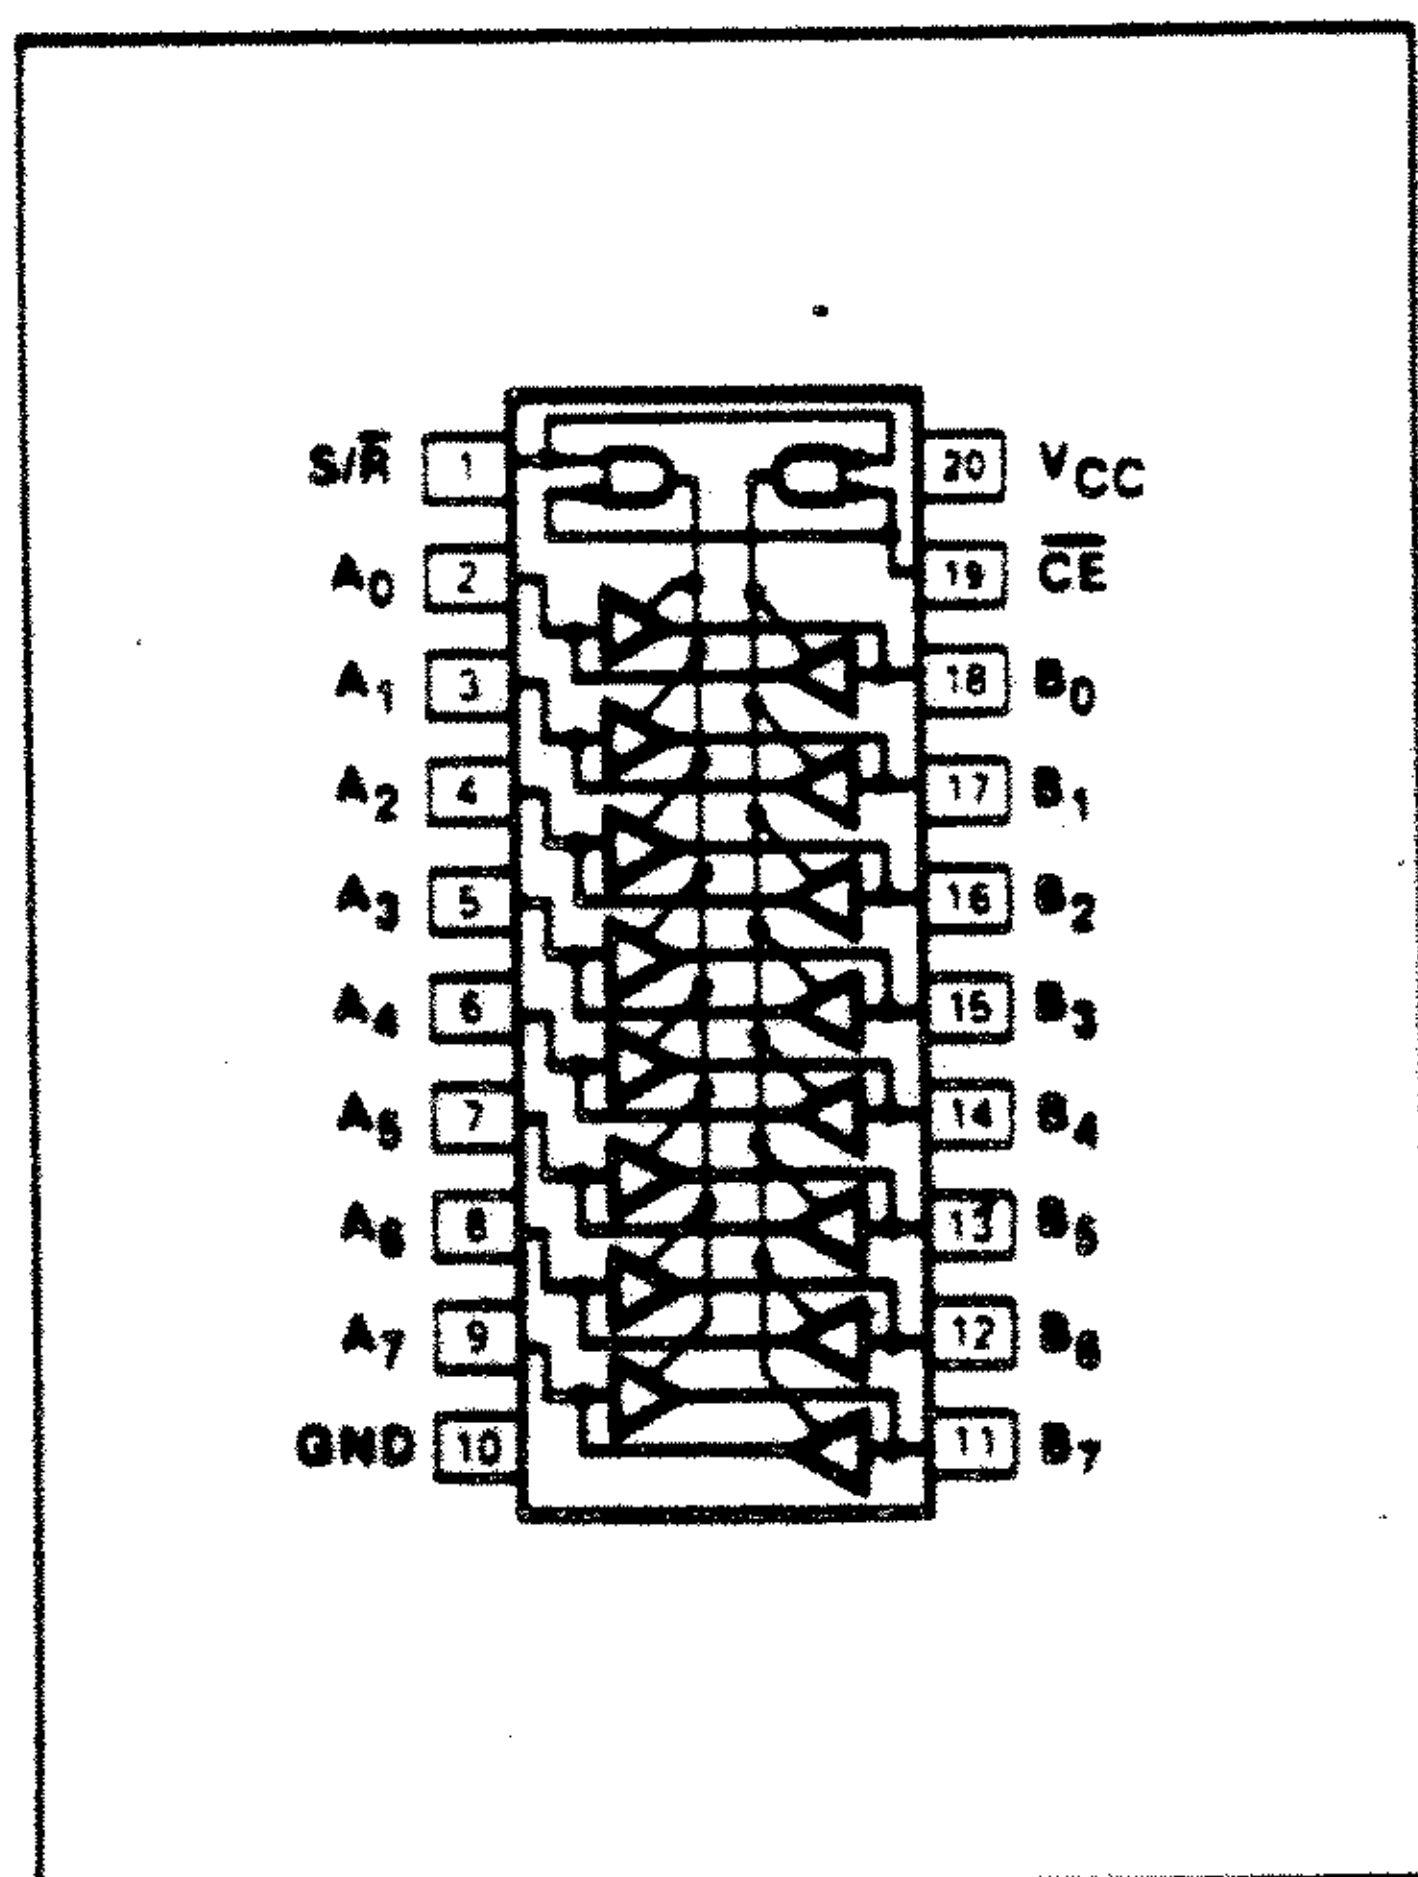 S/R̅ 1 20 VCC
A0 2 19 C̅E̅
A1 3 18 B0
A2 4 17 B1
A3 5 16 B2
A4 6 15 B3
A5 7 14 B4
A6 8 13 B5
A7 9 12 B6
GND 10 11 B7